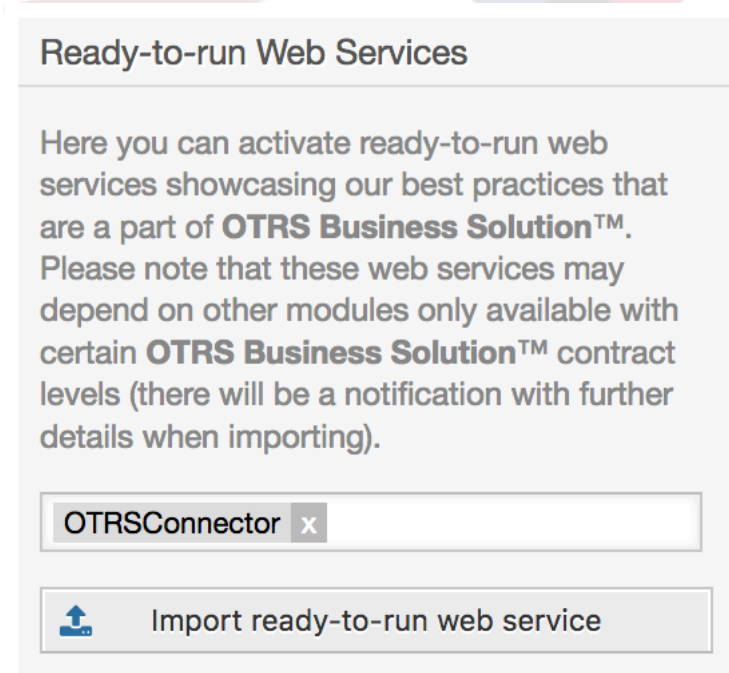 Ready-to-run Web Services
Here you can activate ready-to-run web
services showcasing our best practices that
are a part of OTRS Business Solution™.
Please note that these web services may
depend on other modules only available with
certain OTRS Business Solution™ contract
levels (there will be a notification with further
details when importing).
OTRSConnector x
Import ready-to-run web service